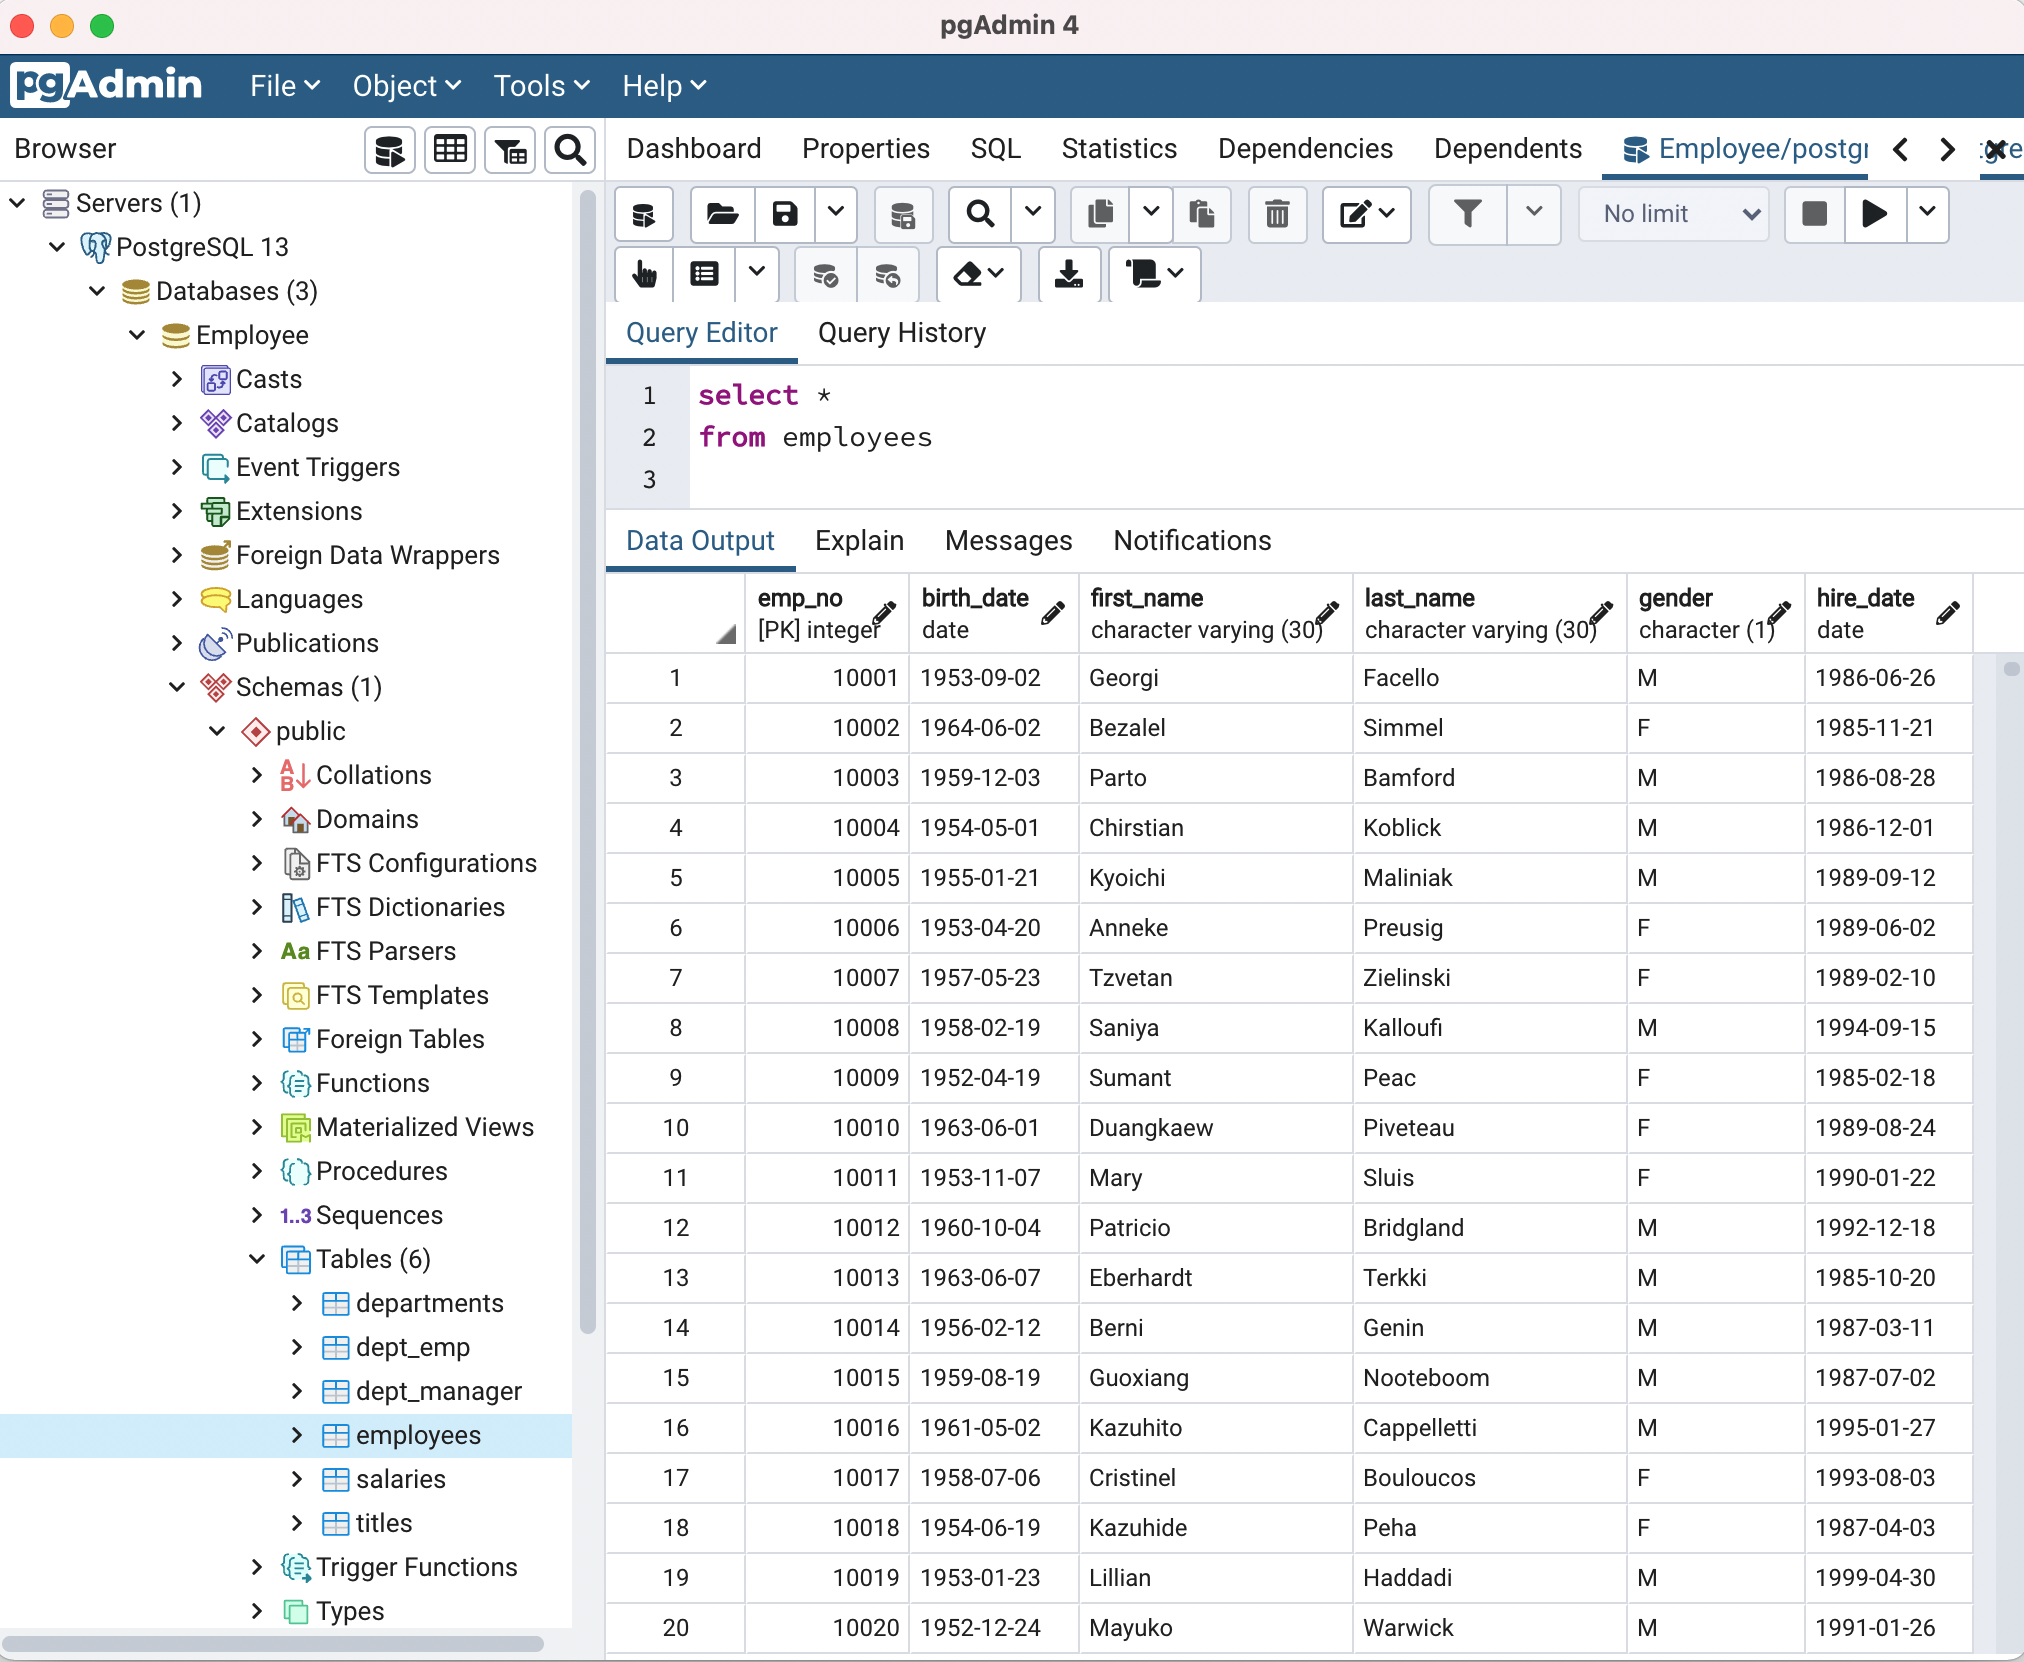 pgAdmin 4
pgAdmin File Object Tools Help
Browser
Dashboard Properties SQL Statistics Dependencies Dependents Employee/postgr
No limit
Servers (1)
PostgreSQL 13
Databases (3)
Employee
Casts
Catalogs
Event Triggers
Extensions
Foreign Data Wrappers
Languages
Publications
Schemas (1)
public
Collations
Domains
FTS Configurations
FTS Dictionaries
Aa FTS Parsers
FTS Templates
Foreign Tables
Functions
Materialized Views
Procedures
1..3 Sequences
Tables (6)
departments
dept_emp
dept_manager
employees
salaries
titles
Trigger Functions
Types
Query Editor Query History
1 select *
2 from employees
3
Data Output Explain Messages Notifications
emp_no birth_date first_name last_name gender hire_date
[PK] integer date character varying (30) character varying (30) character (1) date
1 10001 1953-09-02 Georgi Facello M 1986-06-26
2 10002 1964-06-02 Bezalel Simmel F 1985-11-21
3 10003 1959-12-03 Parto Bamford M 1986-08-28
4 10004 1954-05-01 Chirstian Koblick M 1986-12-01
5 10005 1955-01-21 Kyoichi Maliniak M 1989-09-12
6 10006 1953-04-20 Anneke Preusig F 1989-06-02
7 10007 1957-05-23 Tzvetan Zielinski F 1989-02-10
8 10008 1958-02-19 Saniya Kalloufi M 1994-09-15
9 10009 1952-04-19 Sumant Peac F 1985-02-18
10 10010 1963-06-01 Duangkaew Piveteau F 1989-08-24
11 10011 1953-11-07 Mary Sluis F 1990-01-22
12 10012 1960-10-04 Patricio Bridgland M 1992-12-18
13 10013 1963-06-07 Eberhardt Terkki M 1985-10-20
14 10014 1956-02-12 Berni Genin M 1987-03-11
15 10015 1959-08-19 Guoxiang Nooteboom M 1987-07-02
16 10016 1961-05-02 Kazuhito Cappelletti M 1995-01-27
17 10017 1958-07-06 Cristinel Bouloucos F 1993-08-03
18 10018 1954-06-19 Kazuhide Peha F 1987-04-03
19 10019 1953-01-23 Lillian Haddadi M 1999-04-30
20 10020 1952-12-24 Mayuko Warwick M 1991-01-26